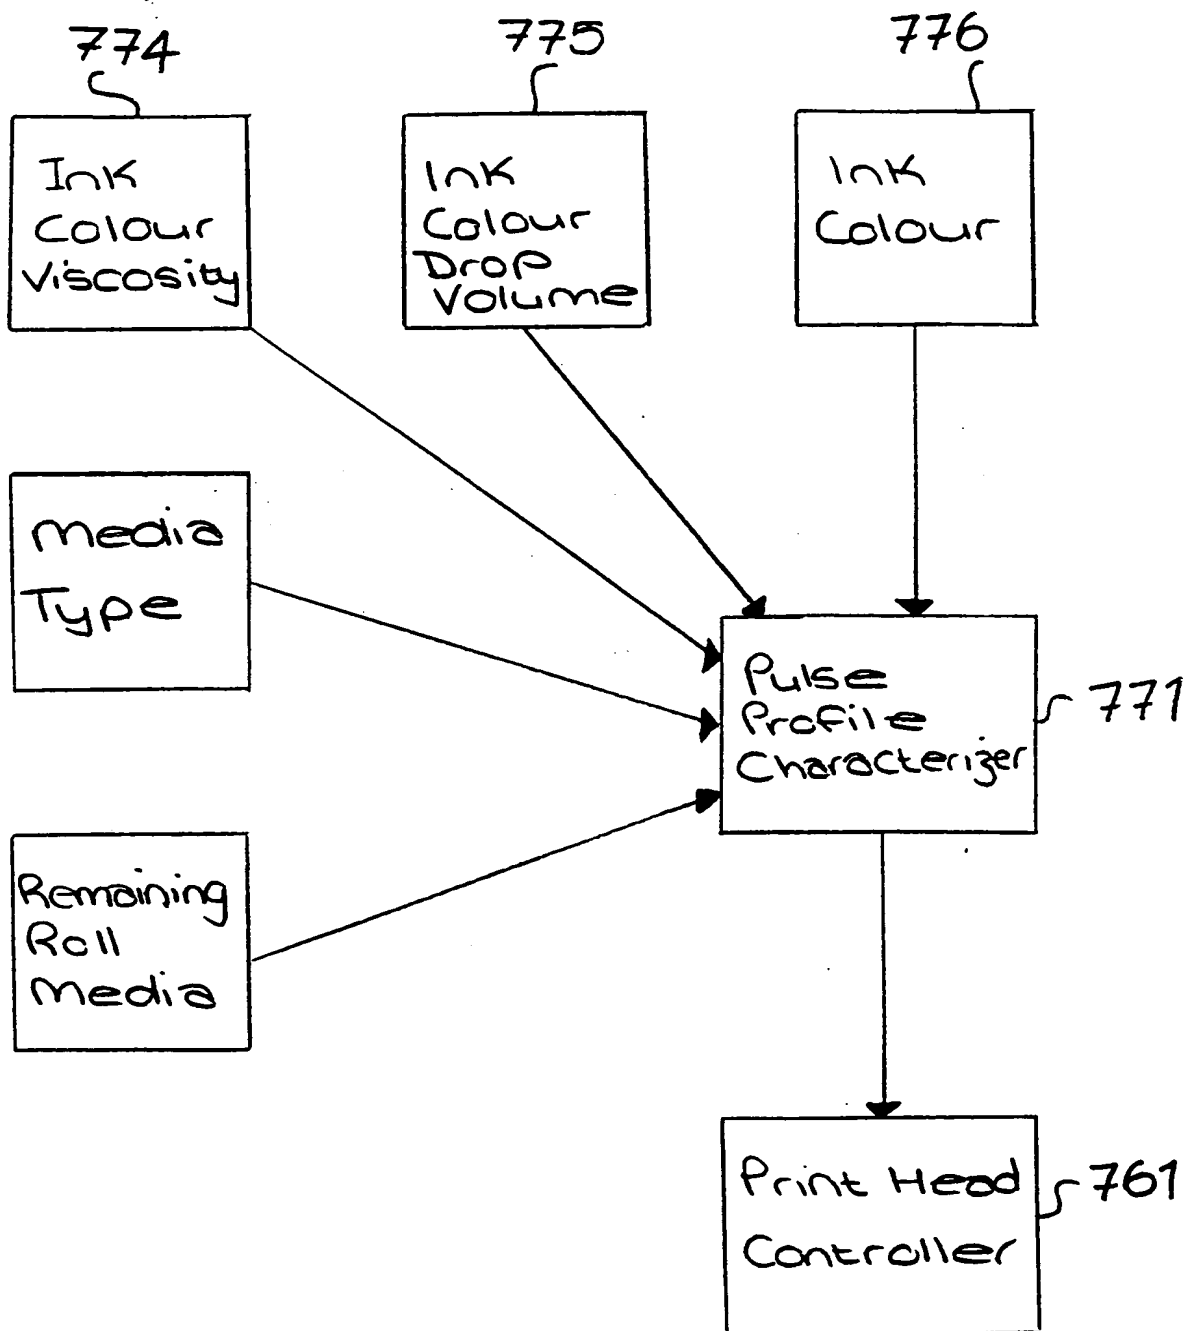 774
775
776
Ink
Colour
Viscosity
Ink
Colour
Drop
Volume
Ink
Colour
Media
Type
Pulse
Profile
Characterizer
771
Remaining
Roll
Media
Print Head
Controller
761